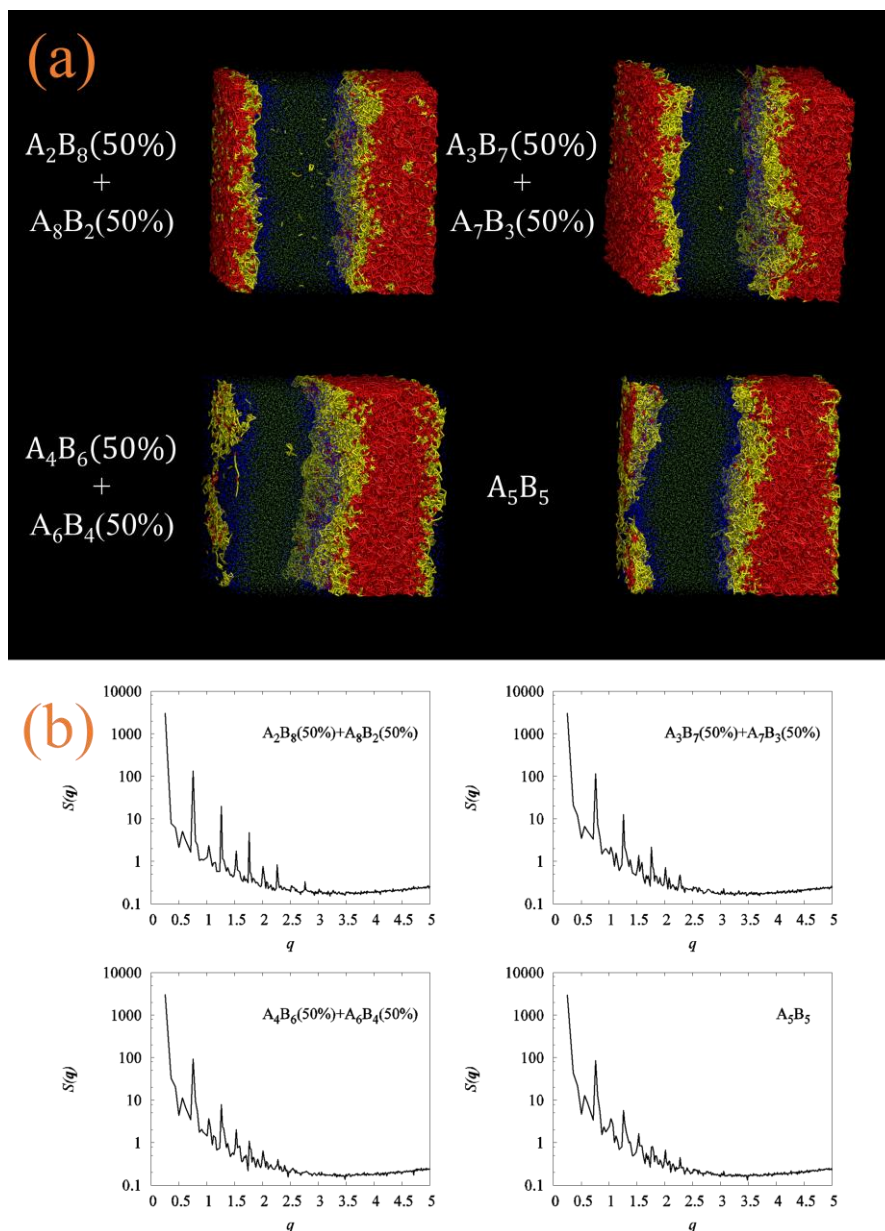 (a)
A₂B₈(50%)
+
A₈B₂(50%)
A₃B₇(50%)
+
A₇B₃(50%)
A₄B₆(50%)
+
A₆B₄(50%)
A₅B₅
(b)
10000
1000
100
10
1
0.1
S(q)
A₂B₈(50%)+A₈B₂(50%)
0 0.5 1 1.5 2 2.5 3 3.5 4 4.5 5
q
10000
1000
100
10
1
0.1
S(q)
A₃B₇(50%)+A₇B₃(50%)
0 0.5 1 1.5 2 2.5 3 3.5 4 4.5 5
q
10000
1000
100
10
1
0.1
S(q)
A₄B₆(50%)+A₆B₄(50%)
0 0.5 1 1.5 2 2.5 3 3.5 4 4.5 5
q
10000
1000
100
10
1
0.1
S(q)
A₅B₅
0 0.5 1 1.5 2 2.5 3 3.5 4 4.5 5
q